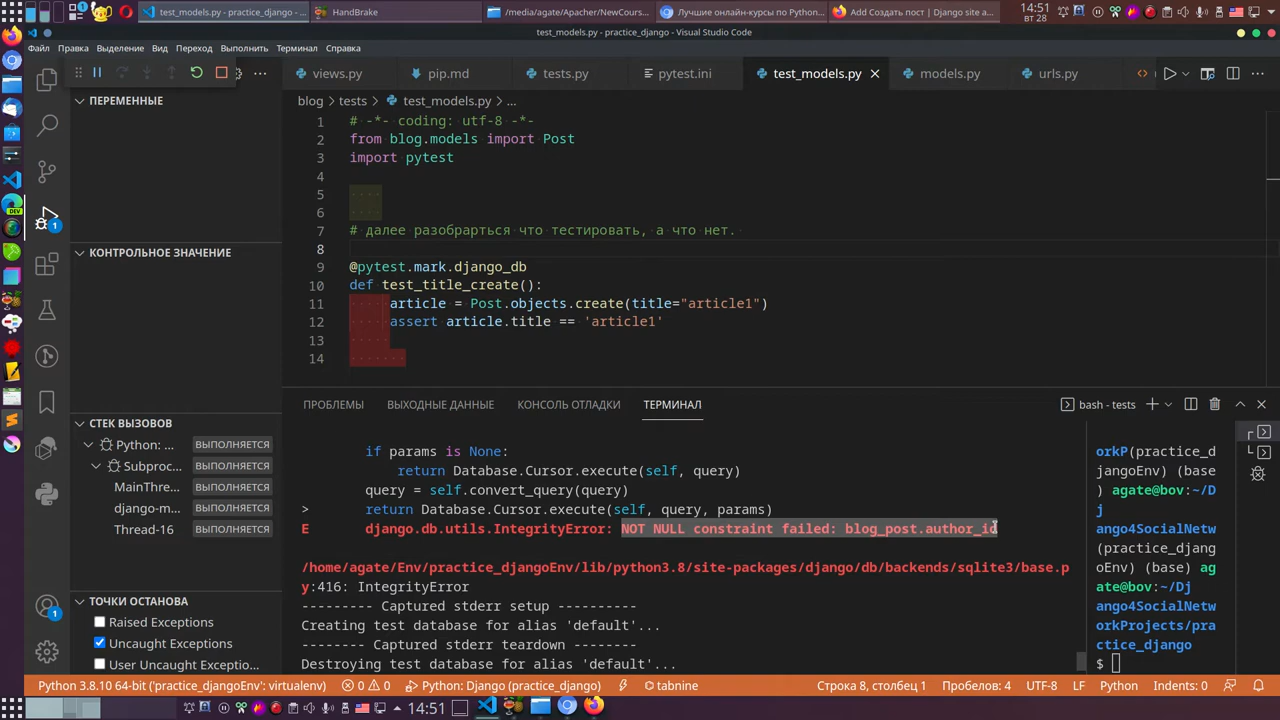 test_models.py - practice_django - ...
HandBrake
/media/agate/Apacher/NewCours...
Лучшие онлайн-курсы по Python...
Add Создать пост | Django site a
14:51
вт 28
test_models.py - practice_django - Visual Studio Code
Файл Правка Выделение Вид Переход Выполнить Терминал Справка
views.py pip.md tests.py pytest.ini test_models.py models.py urls.py
ПЕРЕМЕННЫЕ
blog › tests › test_models.py › ...
1 # -*- coding: utf-8 -*-
2 from blog.models import Post
3 import pytest
4
5
6
7 # далее разобрарться что тестировать, а что нет.
8
9 @pytest.mark.django_db
10 def test_title_create():
11 article = Post.objects.create(title="article1")
12 assert article.title == 'article1'
13
14
КОНТРОЛЬНОЕ ЗНАЧЕНИЕ
СТЕК ВЫЗОВОВ
Python: ... ВЫПОЛНЯЕТСЯ
Subproc... ВЫПОЛНЯЕТСЯ
MainThre... ВЫПОЛНЯЕТСЯ
django-m... ВЫПОЛНЯЕТСЯ
Thread-16 ВЫПОЛНЯЕТСЯ
ТОЧКИ ОСТАНОВА
Raised Exceptions
Uncaught Exceptions
User Uncaught Exceptio...
ПРОБЛЕМЫ ВЫХОДНЫЕ ДАННЫЕ КОНСОЛЬ ОТЛАДКИ ТЕРМИНАЛ
bash - tests
if params is None:
return Database.Cursor.execute(self, query)
query = self.convert_query(query)
> return Database.Cursor.execute(self, query, params)
E django.db.utils.IntegrityError: NOT NULL constraint failed: blog_post.author_id
/home/agate/Env/practice_djangoEnv/lib/python3.8/site-packages/django/db/backends/sqlite3/base.p
y:416: IntegrityError
--------- Captured stderr setup ----------
Creating test database for alias 'default'...
--------- Captured stderr teardown --------
Destroying test database for alias 'default'...
orkP(practice_d
jangoEnv) (base
) agate@bov:~/D
j
ango4SocialNetw
(practice_djang
oEnv) (base) ag
ate@bov:~/Dj
ango4SocialNetw
orkProjects/pra
ctice_django
$
Python 3.8.10 64-bit ('practice_djangoEnv': virtualenv) 0 0 Python: Django (practice_django) tabnine Строка 8, столбец 1 Пробелов: 4 UTF-8 LF Python Indents: 0
14:51